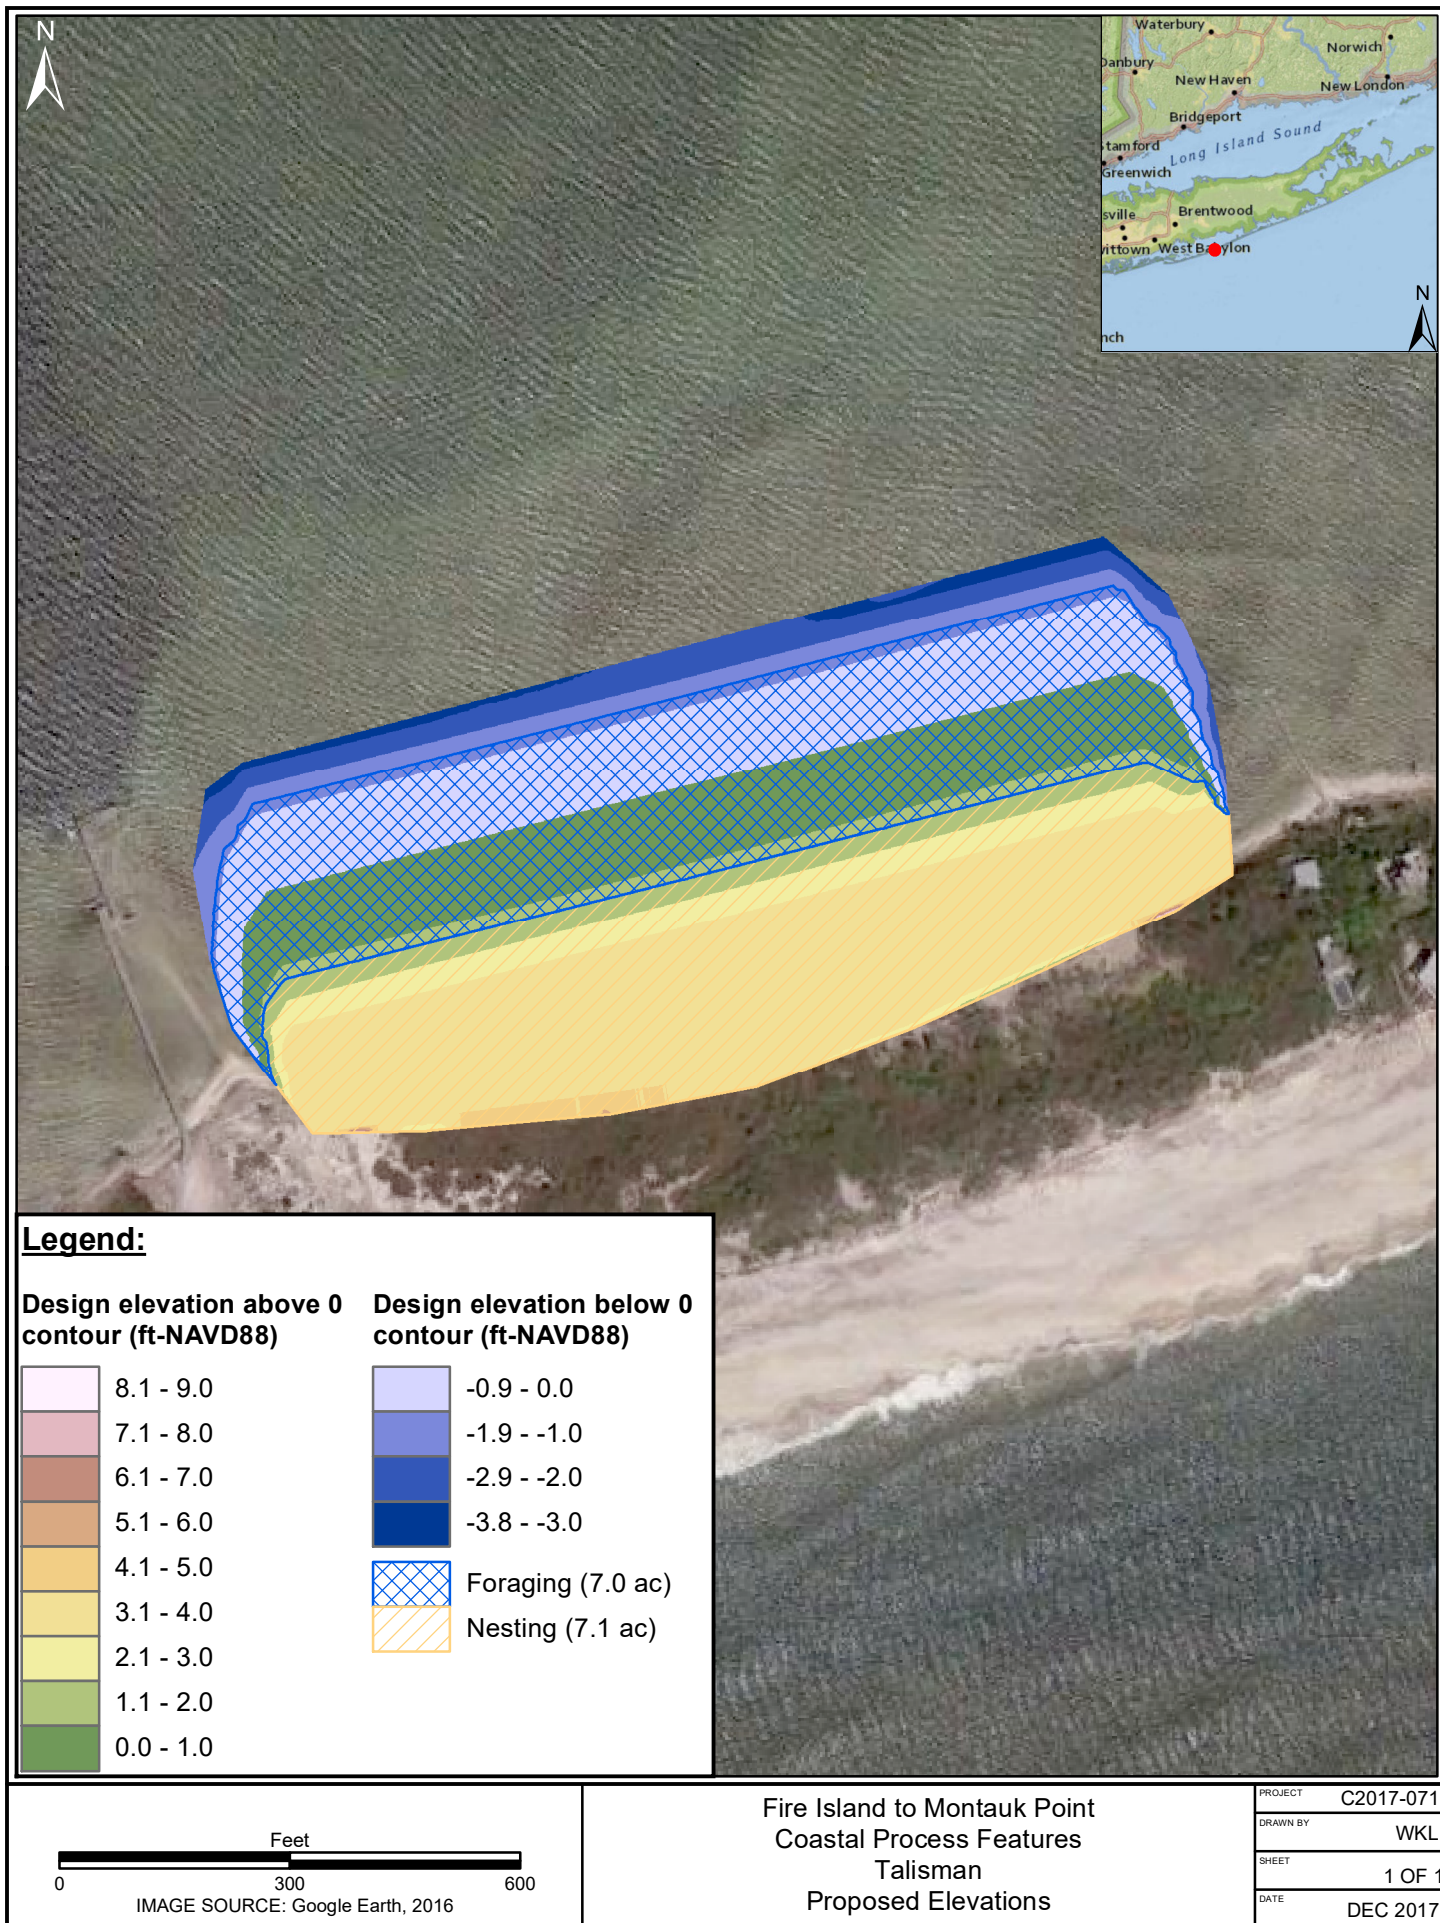 N
Waterbury
Norwich
Danbury
New Haven
New London
Bridgeport
Long Island Sound
Stamford
Greenwich
sville
Brentwood
vittown
West Babylon
N
nch
Legend:
Design elevation above 0
contour (ft-NAVD88)
8.1 - 9.0
7.1 - 8.0
6.1 - 7.0
5.1 - 6.0
4.1 - 5.0
3.1 - 4.0
2.1 - 3.0
1.1 - 2.0
0.0 - 1.0
Design elevation below 0
contour (ft-NAVD88)
-0.9 - 0.0
-1.9 - -1.0
-2.9 - -2.0
-3.8 - -3.0
Foraging (7.0 ac)
Nesting (7.1 ac)
Feet
0 300 600
IMAGE SOURCE: Google Earth, 2016
Fire Island to Montauk Point
Coastal Process Features
Talisman
Proposed Elevations
PROJECT C2017-071
DRAWN BY WKL
SHEET 1 OF 1
DATE DEC 2017